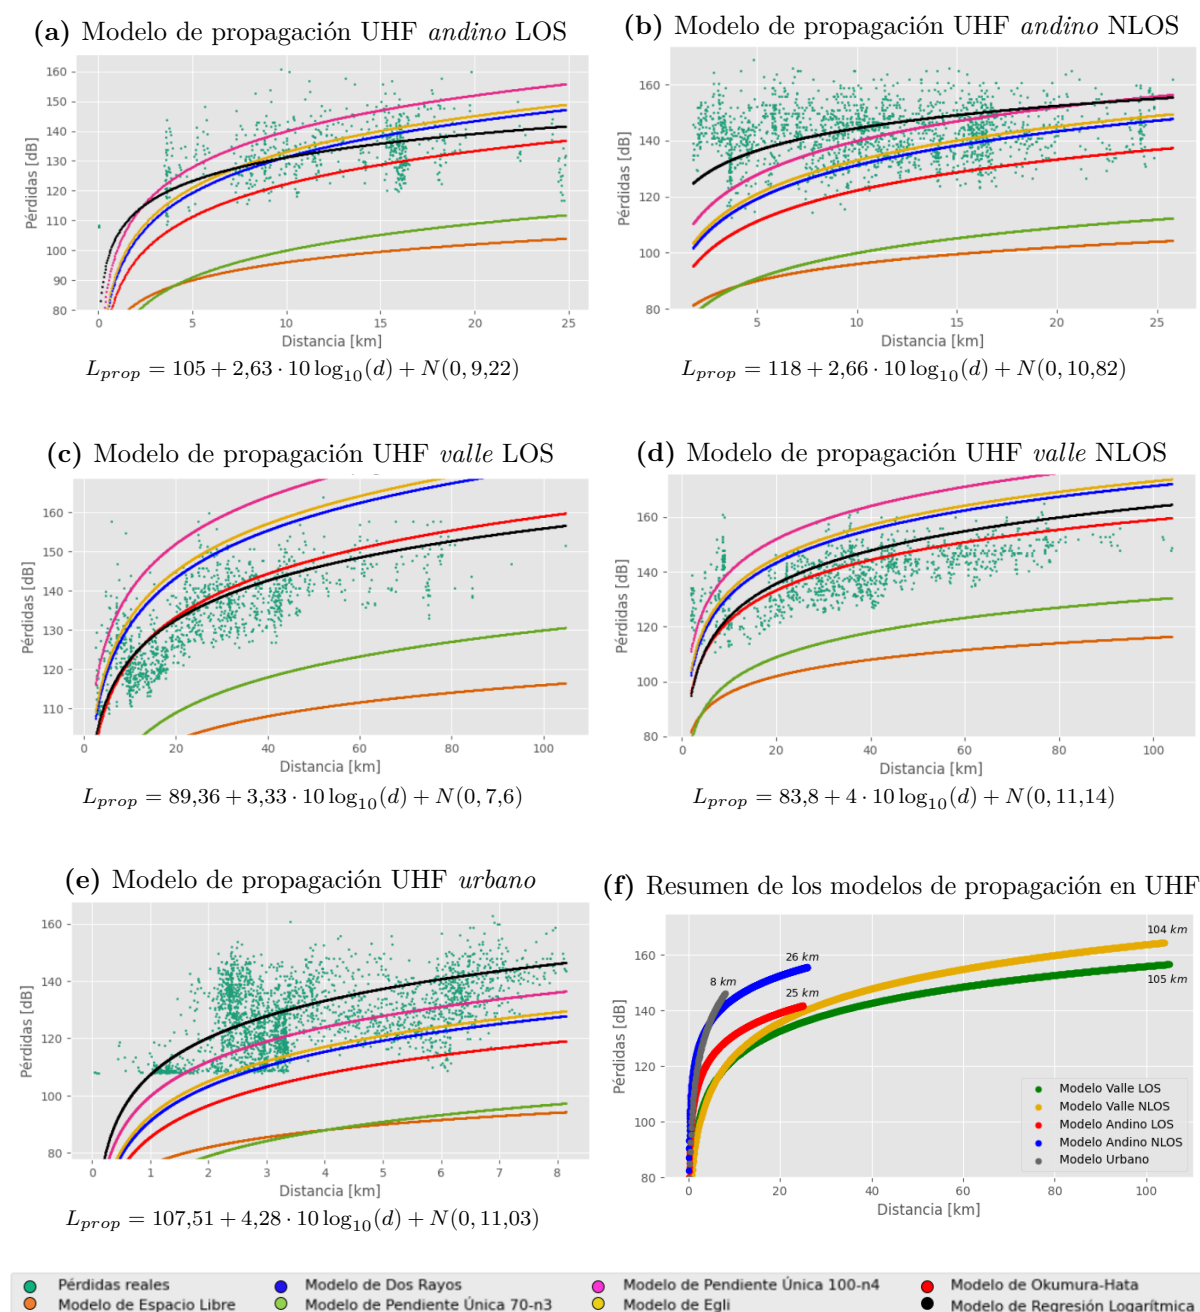 (a) Modelo de propagación UHF andino LOS
160
150
140
130
120
110
100
90
80
Pérdidas [dB]
0 5 10 15 20 25
Distancia [km]
L_prop = 105 + 2,63 · 10 log10(d) + N(0, 9,22)
(b) Modelo de propagación UHF andino NLOS
160
140
120
100
80
Pérdidas [dB]
5 10 15 20 25
Distancia [km]
L_prop = 118 + 2,66 · 10 log10(d) + N(0, 10,82)
(c) Modelo de propagación UHF valle LOS
160
150
140
130
120
110
Pérdidas [dB]
0 20 40 60 80 100
Distancia [km]
L_prop = 89,36 + 3,33 · 10 log10(d) + N(0, 7,6)
(d) Modelo de propagación UHF valle NLOS
160
140
120
100
80
Pérdidas [dB]
0 20 40 60 80 100
Distancia [km]
L_prop = 83,8 + 4 · 10 log10(d) + N(0, 11,14)
(e) Modelo de propagación UHF urbano
160
140
120
100
80
Pérdidas [dB]
0 1 2 3 4 5 6 7 8
Distancia [km]
L_prop = 107,51 + 4,28 · 10 log10(d) + N(0, 11,03)
(f) Resumen de los modelos de propagación en UHF
160
140
120
100
80
Pérdidas [dB]
8 km
26 km
25 km
104 km
105 km
Modelo Valle LOS
Modelo Valle NLOS
Modelo Andino LOS
Modelo Andino NLOS
Modelo Urbano
0 20 40 60 80 100
Distancia [km]
Pérdidas reales Modelo de Dos Rayos Modelo de Pendiente Única 100-n4 Modelo de Okumura-Hata
Modelo de Espacio Libre Modelo de Pendiente Única 70-n3 Modelo de Egli Modelo de Regresión Logarítmica